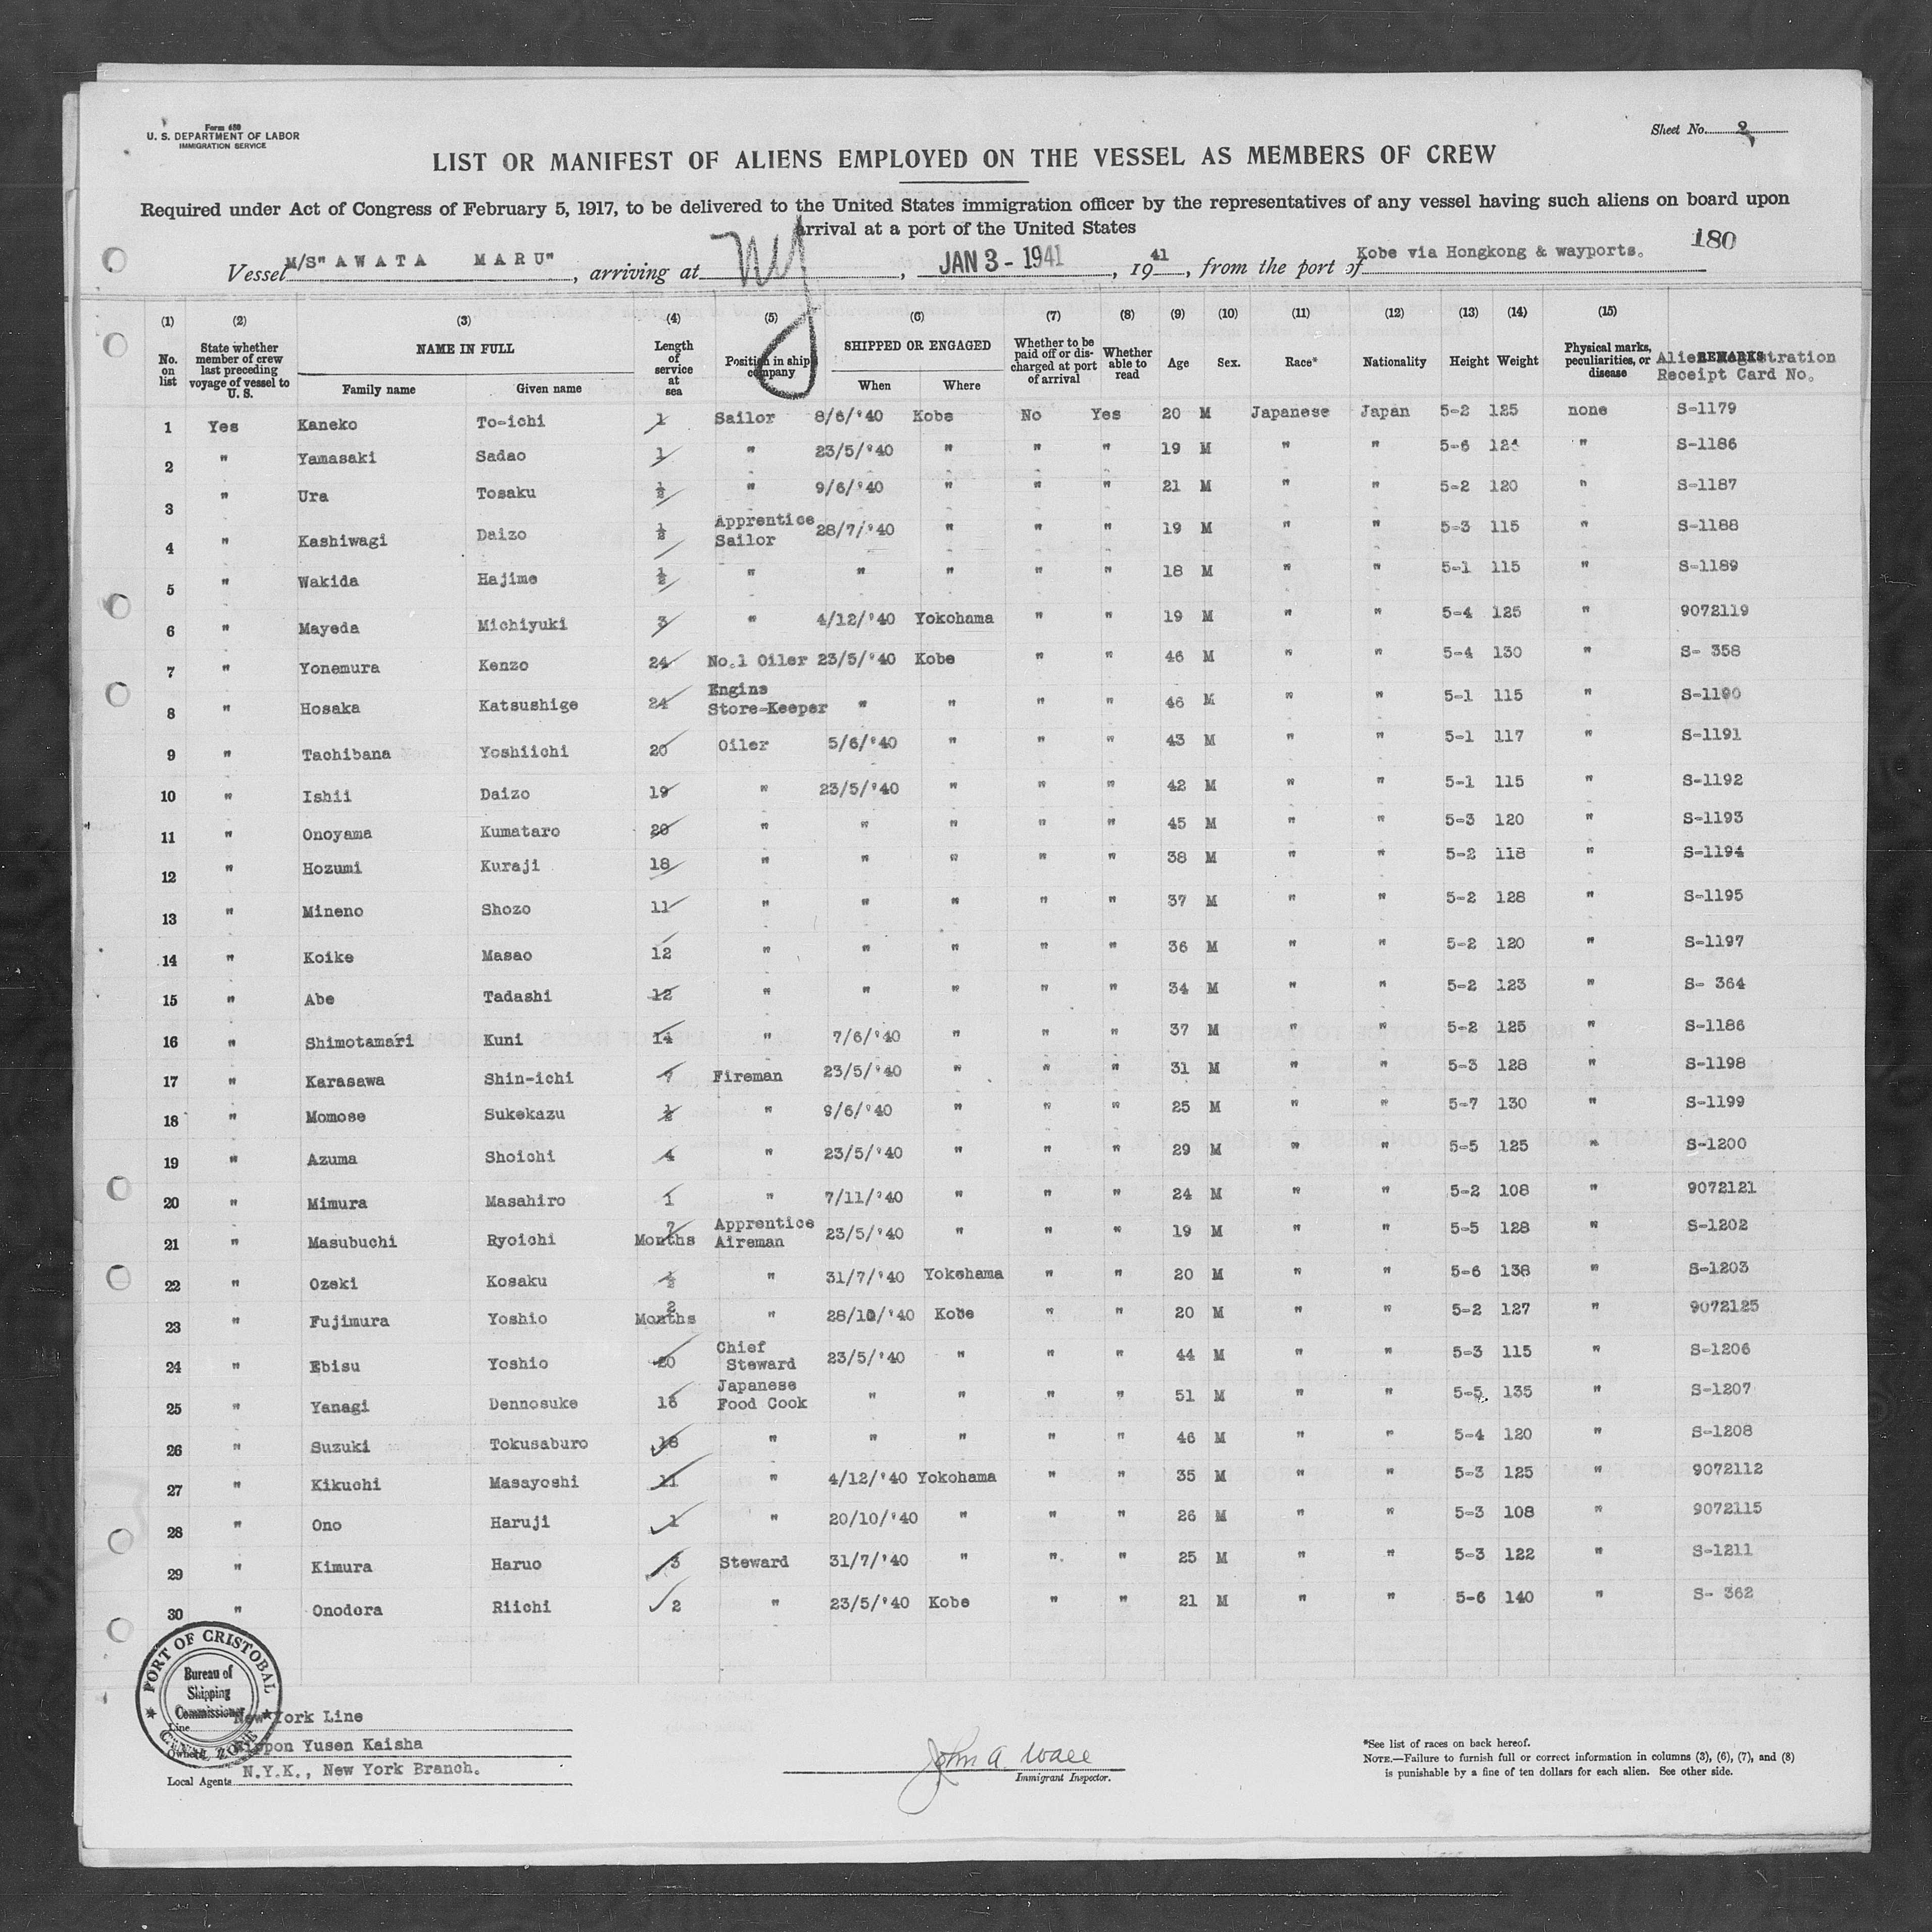 Form 680
U. S. DEPARTMENT OF LABOR
IMMIGRATION SERVICE
Sheet No. 2
LIST OR MANIFEST OF ALIENS EMPLOYED ON THE VESSEL AS MEMBERS OF CREW
Required under Act of Congress of February 5, 1917, to be delivered to the United States immigration officer by the representatives of any vessel having such aliens on board upon
arrival at a port of the United States
180
Vessel M/S" AWATA MARU", arriving at NY, JAN 3 - 1941, 1941, from the port of Kobe via Hongkong & wayports.
(1) (2) (3) (4) (5) (6) (7) (8) (9) (10) (11) (12) (13) (14) (15)
No. on list State whether member of crew last preceding voyage of vessel to U. S. NAME IN FULL Family name Given name Length of service at sea Position in ship company SHIPPED OR ENGAGED When Where Whether to be paid off or discharged at port of arrival Whether able to read Age Sex. Race* Nationality Height Weight Physical marks, peculiarities, or disease REMARKS Alien Registration Receipt Card No.
1 Yes Kaneko To-ichi 1 Sailor 8/6/'40 Kobe No Yes 20 M Japanese Japan 5-2 125 none S-1179
2 " Yamasaki Sadao 1 " 23/5/'40 " " " 19 M " " 5-6 124 " S-1186
3 " Ura Tosaku ½ " 9/6/'40 " " " 21 M " " 5-2 120 " S-1187
4 " Kashiwagi Daizo ½ Apprentice Sailor 28/7/'40 " " " 19 M " " 5-3 115 " S-1188
5 " Wakida Hajime ½ " " " " " 18 M " " 5-1 115 " S-1189
6 " Mayeda Michiyuki 3 " 4/12/'40 Yokohama " " 19 M " " 5-4 125 " 9072119
7 " Yonemura Kenzo 24 No.1 Oiler 23/5/'40 Kobe " " 46 M " " 5-4 130 " S- 358
8 " Hosaka Katsushige 24 Engine Store-Keeper " " " " 46 M " " 5-1 115 " S-1190
9 " Tachibana Yoshiichi 20 Oiler 5/6/'40 " " " 43 M " " 5-1 117 " S-1191
10 " Ishii Daizo 19 " 23/5/'40 " " " 42 M " " 5-1 115 " S-1192
11 " Onoyama Kumataro 20 " " " " " 45 M " " 5-3 120 " S-1193
12 " Hozumi Kuraji 18 " " " " " 38 M " " 5-2 118 " S-1194
13 " Mineno Shozo 11 " " " " " 37 M " " 5-2 128 " S-1195
14 " Koike Masao 12 " " " " " 36 M " " 5-2 120 " S-1197
15 " Abe Tadashi 12 " " " " " 34 M " " 5-2 123 " S- 364
16 " Shimotamari Kuni 14 " 7/6/'40 " " " 37 M " " 5-2 125 " S-1186
17 " Karasawa Shin-ichi 7 Fireman 23/5/'40 " " " 31 M " " 5-3 128 " S-1198
18 " Momose Sukekazu ½ " 9/6/'40 " " " 25 M " " 5-7 130 " S-1199
19 " Azuma Shoichi 4 " 23/5/'40 " " " 29 M " " 5-5 125 " S-1200
20 " Mimura Masahiro 1 " 7/11/'40 " " " 24 M " " 5-2 108 " 9072121
21 " Masubuchi Ryoichi 7 Months Apprentice Aireman 23/5/'40 " " " 19 M " " 5-5 128 " S-1202
22 " Ozeki Kosaku ½ " 31/7/'40 Yokohama " " 20 M " " 5-6 138 " S-1203
23 " Fujimura Yoshio 2 Months " 28/10/'40 Kobe " " 20 M " " 5-2 127 " 9072125
24 " Ebisu Yoshio 20 Chief Steward 23/5/'40 " " " 44 M " " 5-3 115 " S-1206
25 " Yanagi Dennosuke 16 Japanese Food Cook " " " " 51 M " " 5-5 135 " S-1207
26 " Suzuki Tokusaburo 18 " " " " " 46 M " " 5-4 120 " S-1208
27 " Kikuchi Masayoshi 11 " 4/12/'40 Yokohama " " 35 M " " 5-3 125 " 9072112
28 " Ono Haruji 1 " 20/10/'40 " " " 26 M " " 5-3 108 " 9072115
29 " Kimura Haruo 3 Steward 31/7/'40 " " " 25 M " " 5-3 122 " S-1211
30 " Onodora Riichi 2 " 23/5/'40 Kobe " " 21 M " " 5-6 140 " S- 362
PORT OF CRISTOBAL
Bureau of
Shipping
Commissioner
CANAL ZONE
Line New York Line
Owners Nippon Yusen Kaisha
Local Agents N.Y.K., New York Branch.
John A. Wall
Immigrant Inspector.
*See list of races on back hereof.
NOTE.—Failure to furnish full or correct information in columns (3), (6), (7), and (8)
is punishable by a fine of ten dollars for each alien. See other side.